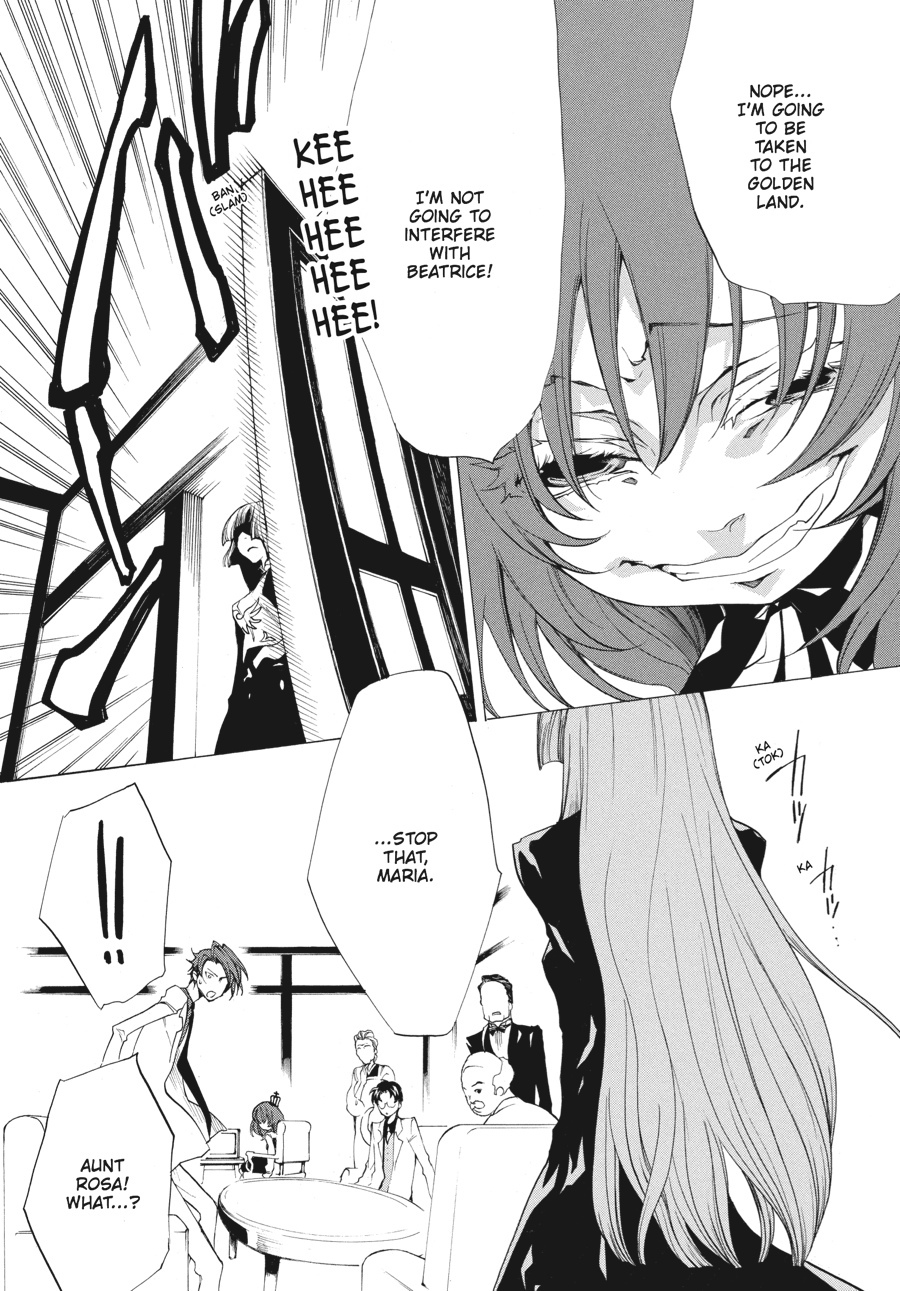 NOPE...
I'M GOING
TO BE
TAKEN
TO THE
GOLDEN
LAND.
I'M NOT
GOING TO
INTERFERE
WITH
BEATRICE!
KEE
HEE
HEE
HEE
HEE!
BAN
(SLAM)
KA
(TOK)
カッ
KA
カッ…
...STOP
THAT,
MARIA.
!!
AUNT
ROSA!
WHAT...?